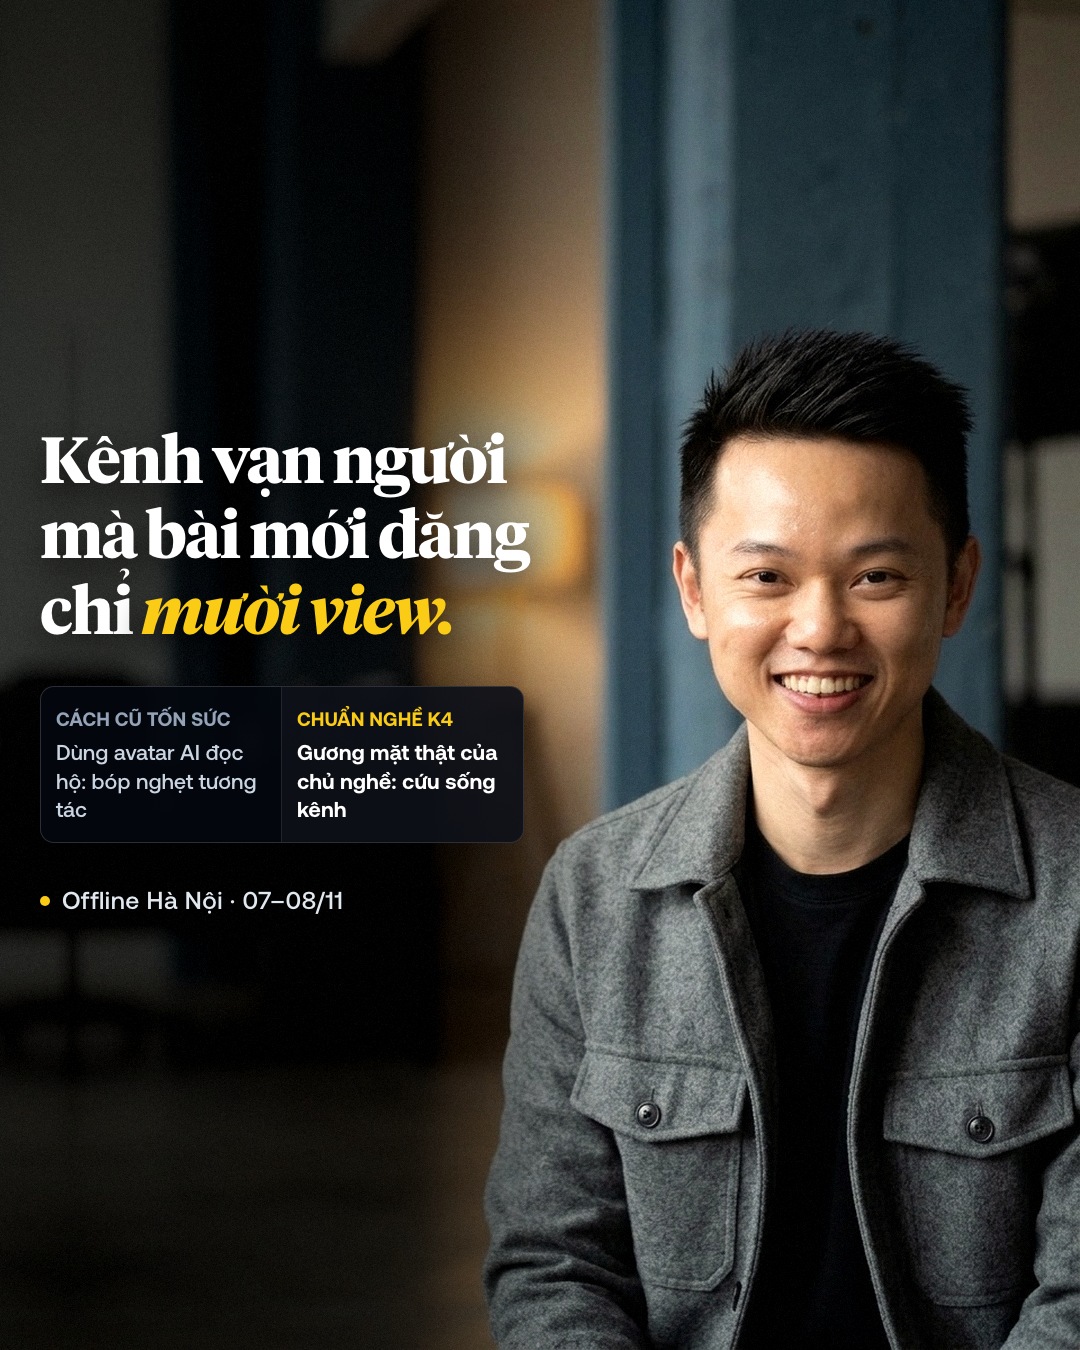 Kênh vạn người
mà bài mới đăng
chỉ mười view.
CÁCH CŨ TỐN SỨC
Dùng avatar AI đọc
hộ: bóp nghẹt tương
tác
CHUẨN NGHỀ K4
Gương mặt thật của
chủ nghề: cứu sống
kênh
Offline Hà Nội · 07–08/11